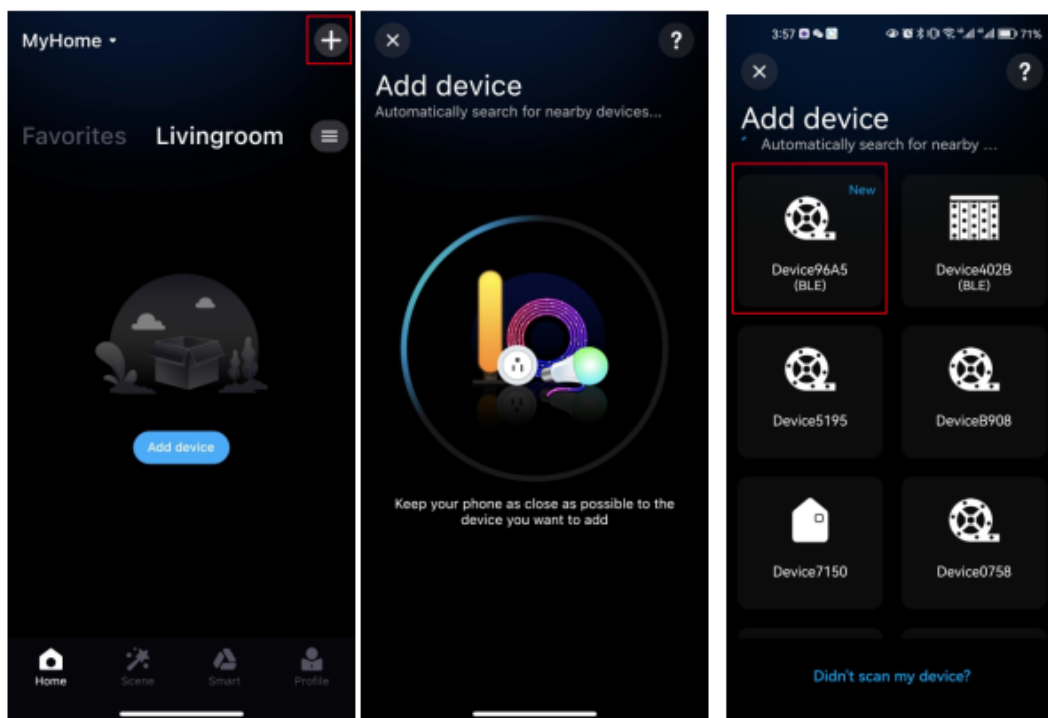 MyHome
Favorites Livingroom
Add device
Home Scene Smart Profile
?
Add device
Automatically search for nearby devices...
Keep your phone as close as possible to the
device you want to add
3:57 71%
?
Add device
Automatically search for nearby ...
New
Device96A5
(BLE)
Device402B
(BLE)
Device5195
DeviceB908
Device7150
Device0758
Didn't scan my device?